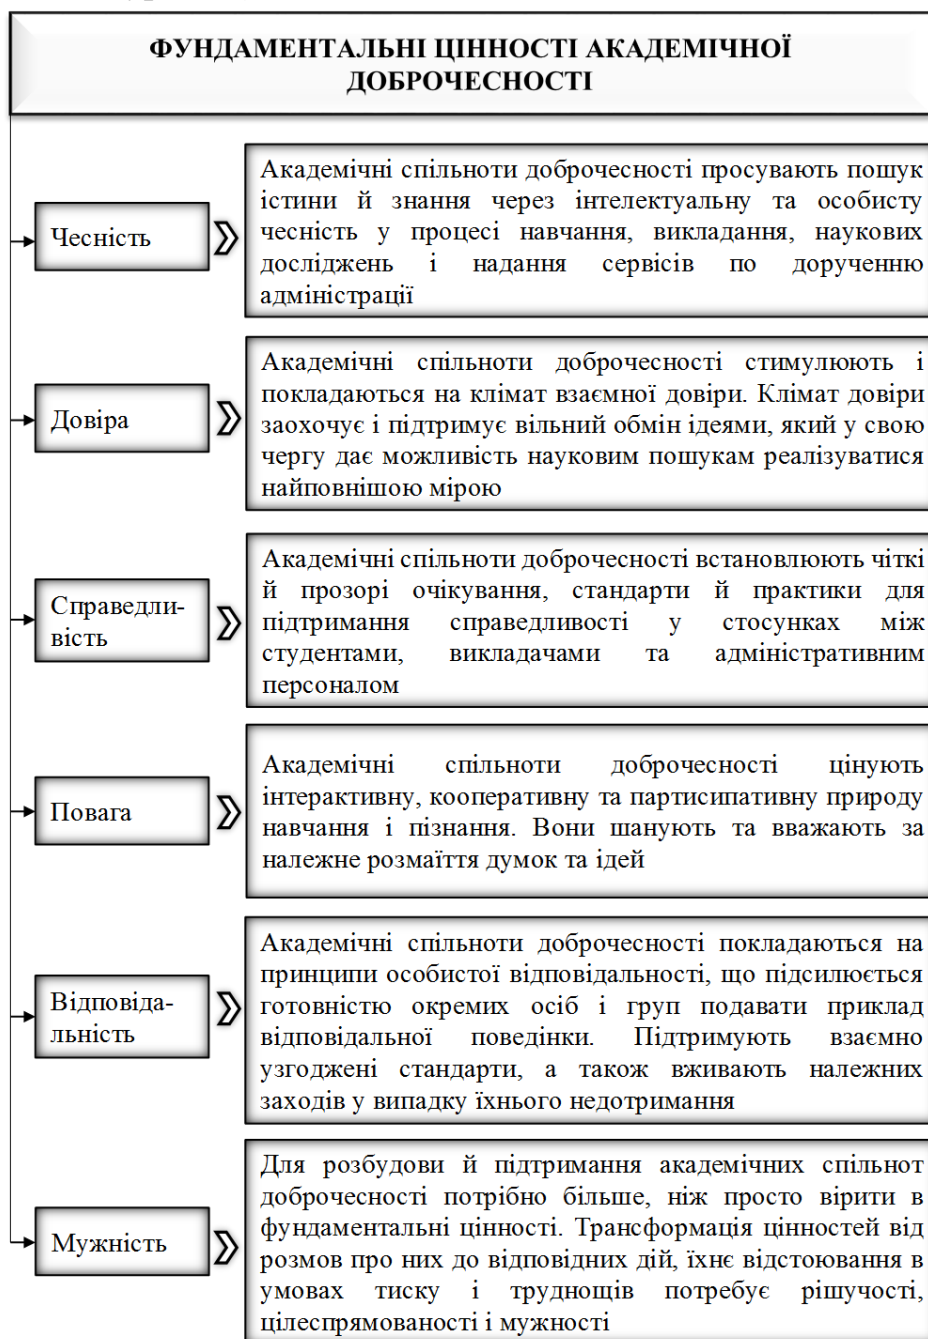 ФУНДАМЕНТАЛЬНІ ЦІННОСТІ АКАДЕМІЧНОЇ
ДОБРОЧЕСНОСТІ
Чесність
Академічні спільноти доброчесності просувають пошук
істини й знання через інтелектуальну та особисту
чесність у процесі навчання, викладання, наукових
досліджень і надання сервісів по дорученню
адміністрації
Довіра
Академічні спільноти доброчесності стимулюють і
покладаються на клімат взаємної довіри. Клімат довіри
заохочує і підтримує вільний обмін ідеями, який у свою
чергу дає можливість науковим пошукам реалізуватися
найповнішою мірою
Справедли-
вість
Академічні спільноти доброчесності встановлюють чіткі
й прозорі очікування, стандарти й практики для
підтримання справедливості у стосунках між
студентами, викладачами та адміністративним
персоналом
Повага
Академічні спільноти доброчесності цінують
інтерактивну, кооперативну та партисипативну природу
навчання і пізнання. Вони шанують та вважають за
належне розмаїття думок та ідей
Відповіда-
льність
Академічні спільноти доброчесності покладаються на
принципи особистої відповідальності, що підсилюється
готовністю окремих осіб і груп подавати приклад
відповідальної поведінки. Підтримують взаємно
узгоджені стандарти, а також вживають належних
заходів у випадку їхнього недотримання
Мужність
Для розбудови й підтримання академічних спільнот
доброчесності потрібно більше, ніж просто вірити в
фундаментальні цінності. Трансформація цінностей від
розмов про них до відповідних дій, їхнє відстоювання в
умовах тиску і труднощів потребує рішучості,
цілеспрямованості і мужності